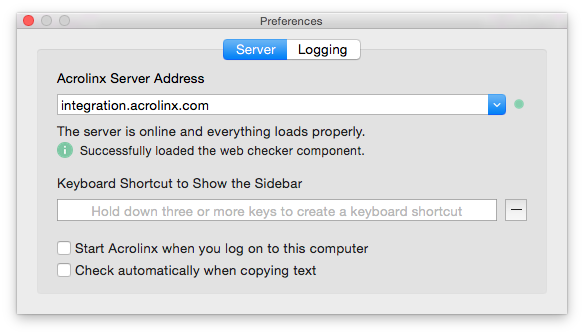 Preferences
Server Logging
Acrolinx Server Address
integration.acrolinx.com
The server is online and everything loads properly.
Successfully loaded the web checker component.
Keyboard Shortcut to Show the Sidebar
Hold down three or more keys to create a keyboard shortcut
Start Acrolinx when you log on to this computer
Check automatically when copying text